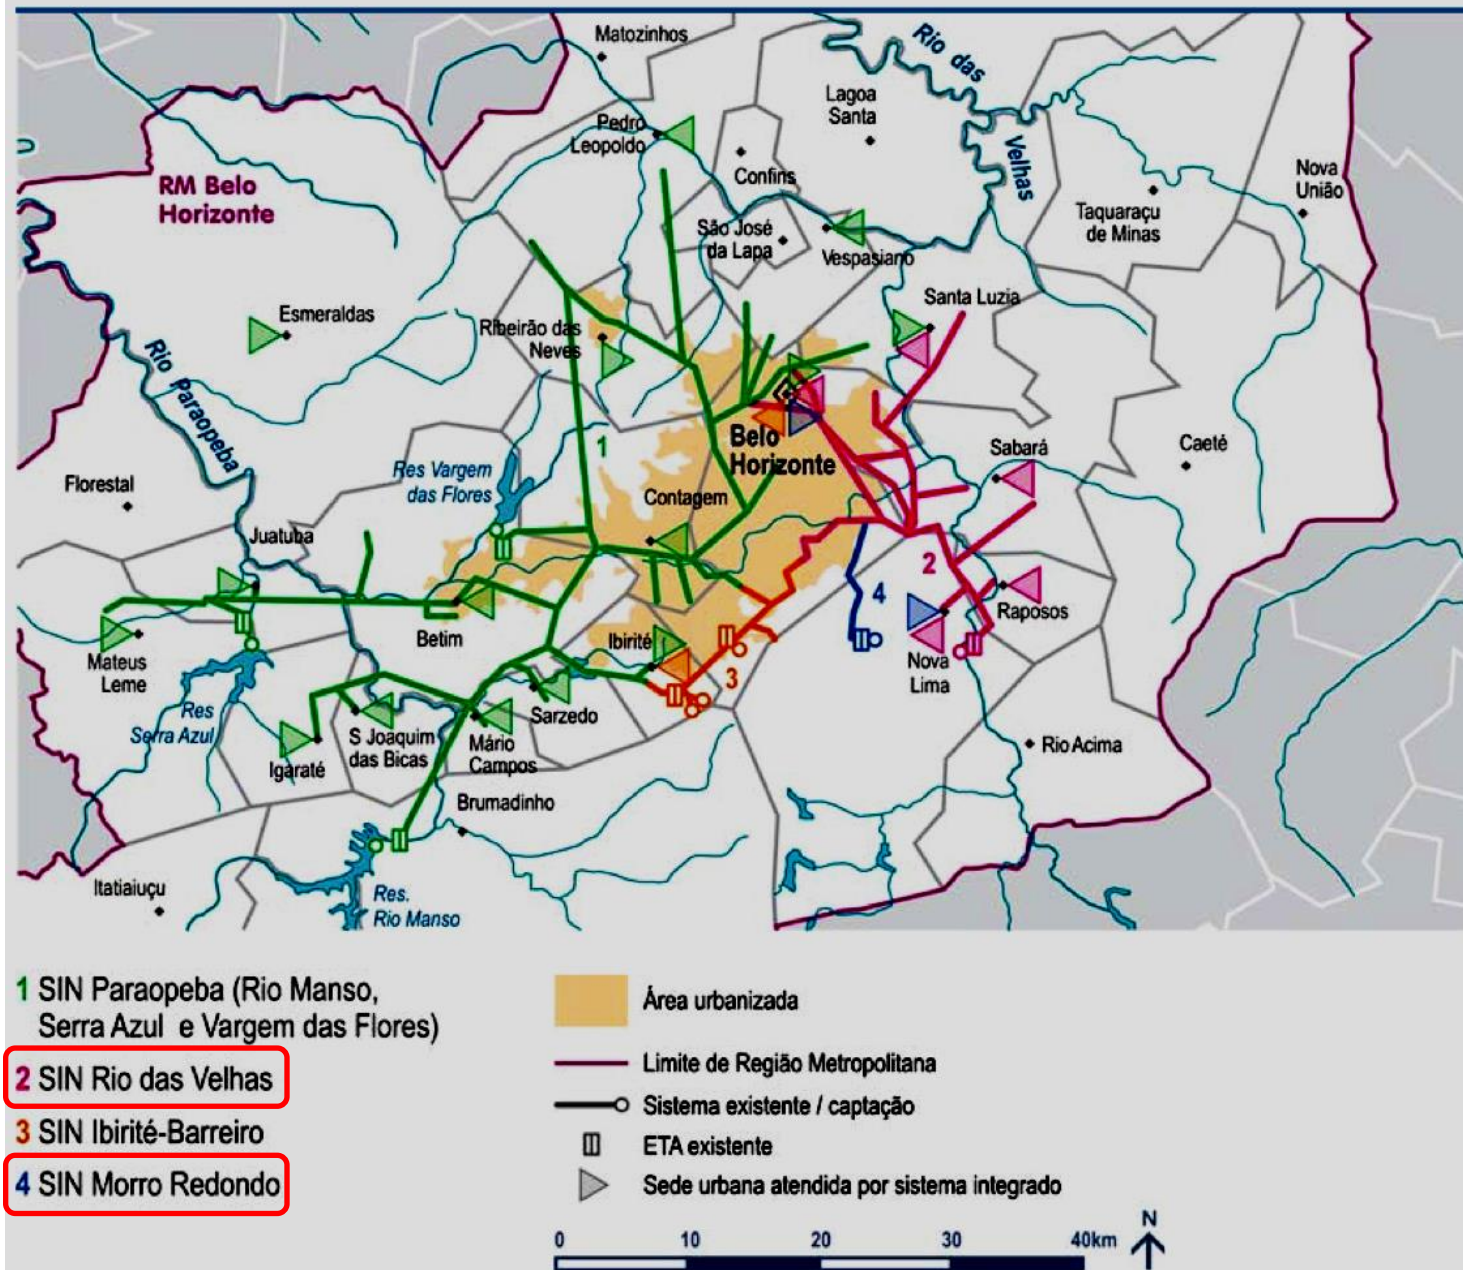 Matozinhos
Rio das
Velhas
Lagoa
Santa
Pedro
Leopoldo
Confins
Nova
União
RM Belo
Horizonte
Taquaraçu
de Minas
São José
da Lapa
Vespasiano
Santa Luzia
Esmeraldas
Ribeirão das
Neves
Rio Paraopeba
1
Belo
Horizonte
Sabará
Caeté
Res Vargem
das Flores
Florestal
Contagem
Juatuba
2
4
Raposos
Betim
Ibirité
Mateus
Leme
Nova
Lima
3
Res
Serra Azul
Sarzedo
S Joaquim
das Bicas
Mário
Campos
Igaraté
Rio Acima
Brumadinho
Itatiaiuçu
Res.
Rio Manso
1 SIN Paraopeba (Rio Manso,
Serra Azul e Vargem das Flores)
2 SIN Rio das Velhas
3 SIN Ibirité-Barreiro
4 SIN Morro Redondo
Área urbanizada
Limite de Região Metropolitana
Sistema existente / captação
ETA existente
Sede urbana atendida por sistema integrado
0 10 20 30 40km
N